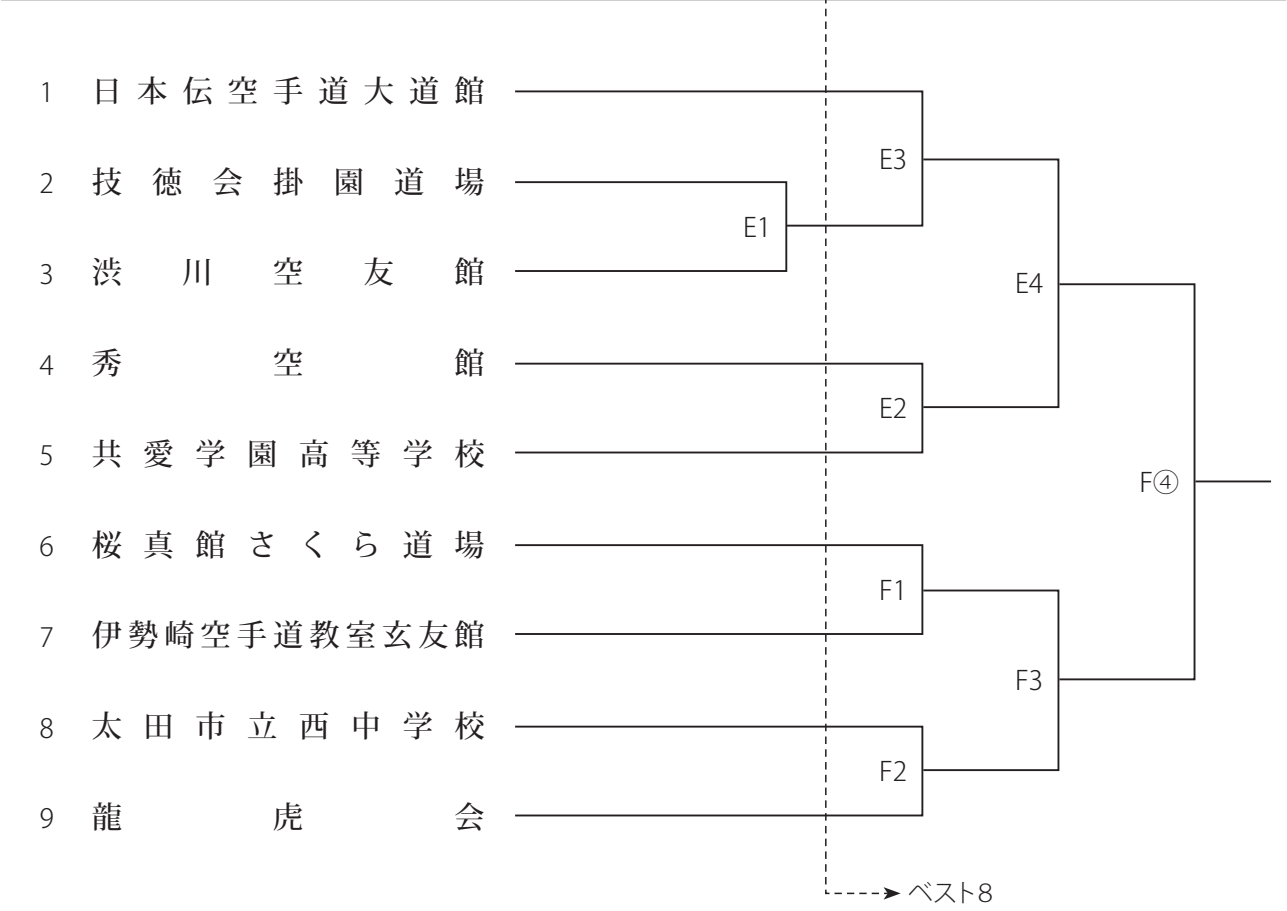 1 日本伝空手道大道館
2 技徳会掛園道場
3 渋川空友館
4 秀空館
5 共愛学園高等学校
6 桜真館さくら道場
7 伊勢崎空手道教室玄友館
8 太田市立西中学校
9 龍虎会
E1
E3
E2
E4
F1
F2
F3
F④
ベスト8